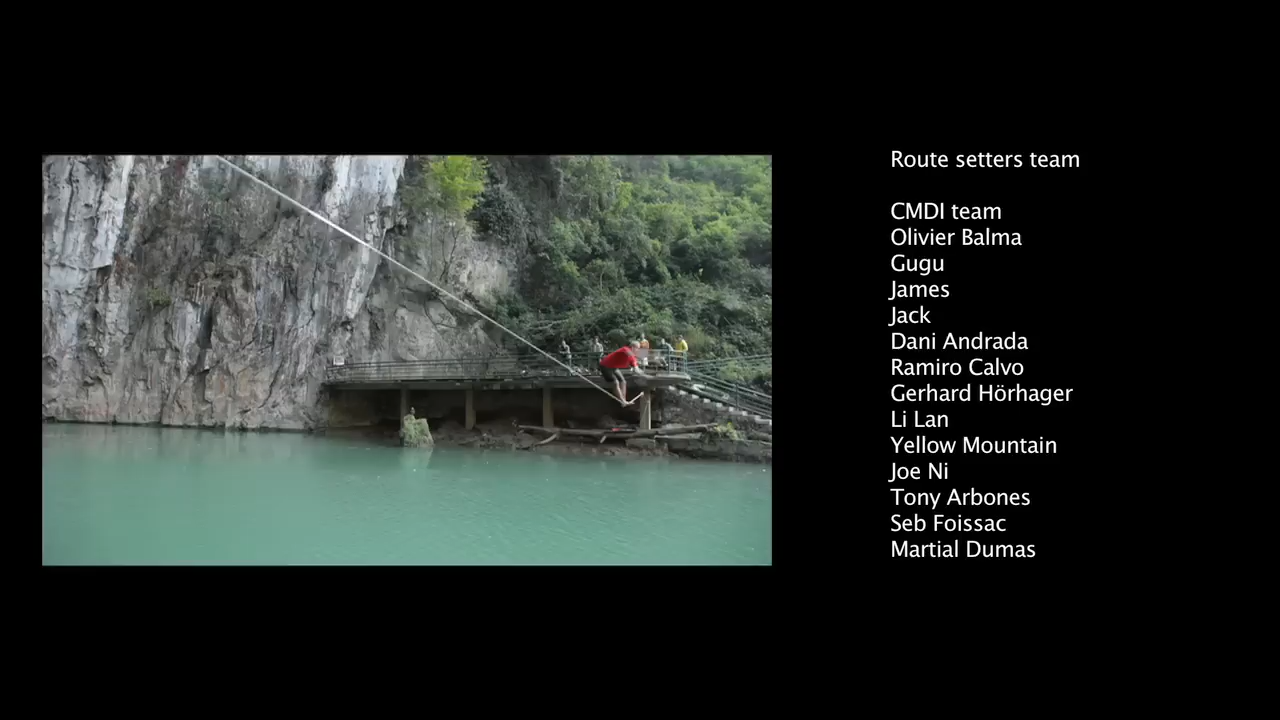 Route setters team
CMDI team
Olivier Balma
Gugu
James
Jack
Dani Andrada
Ramiro Calvo
Gerhard Hörhager
Li Lan
Yellow Mountain
Joe Ni
Tony Arbones
Seb Foissac
Martial Dumas